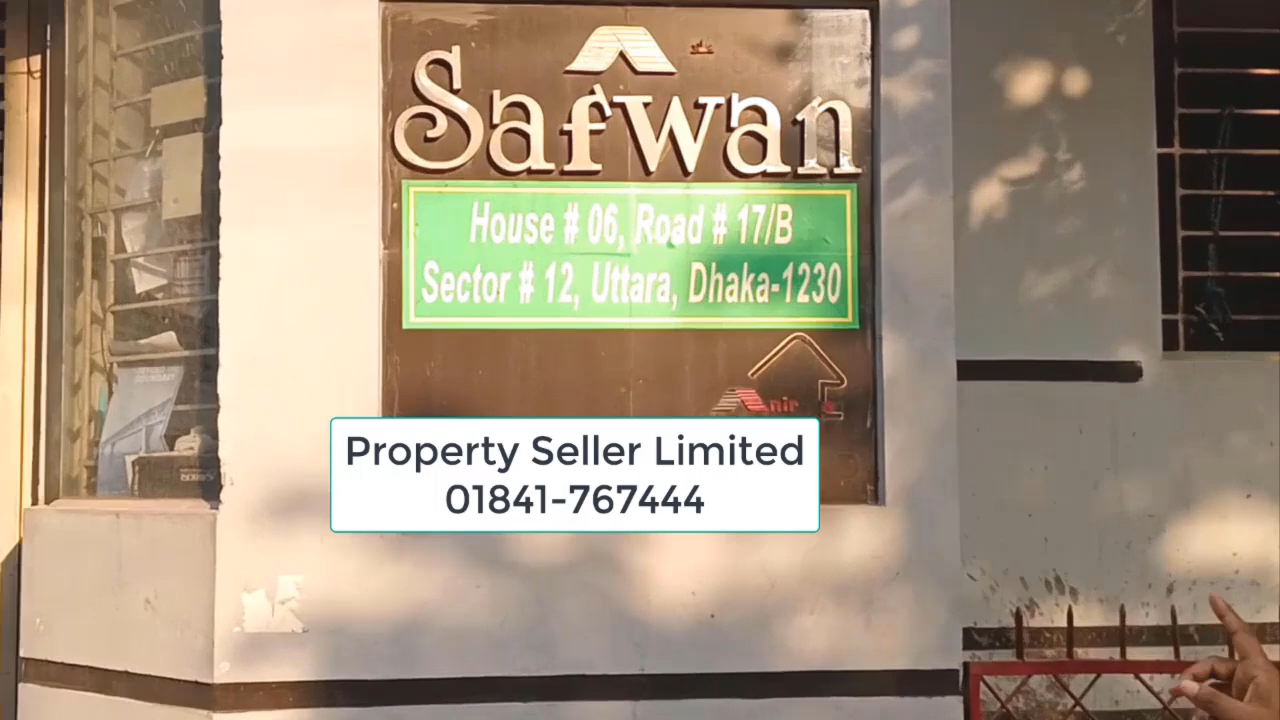 Safwan
House # 06, Road # 17/B
Sector # 12, Uttara, Dhaka-1230
Property Seller Limited
01841-767444